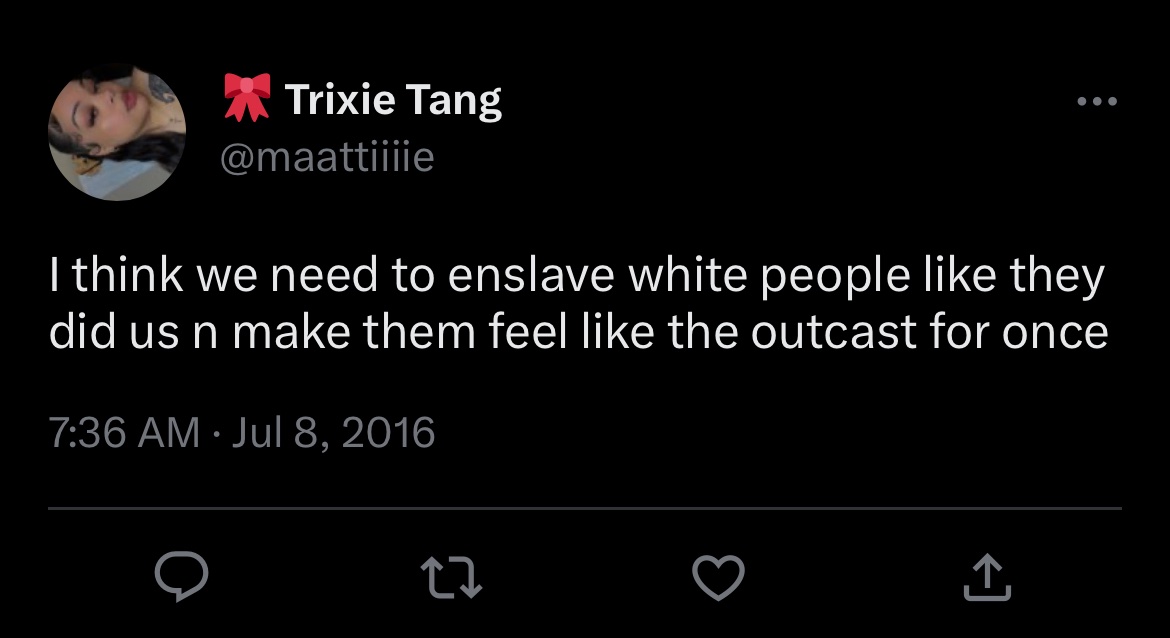 🎀 Trixie Tang
@maattiiiie
I think we need to enslave white people like they
did us n make them feel like the outcast for once
7:36 AM · Jul 8, 2016